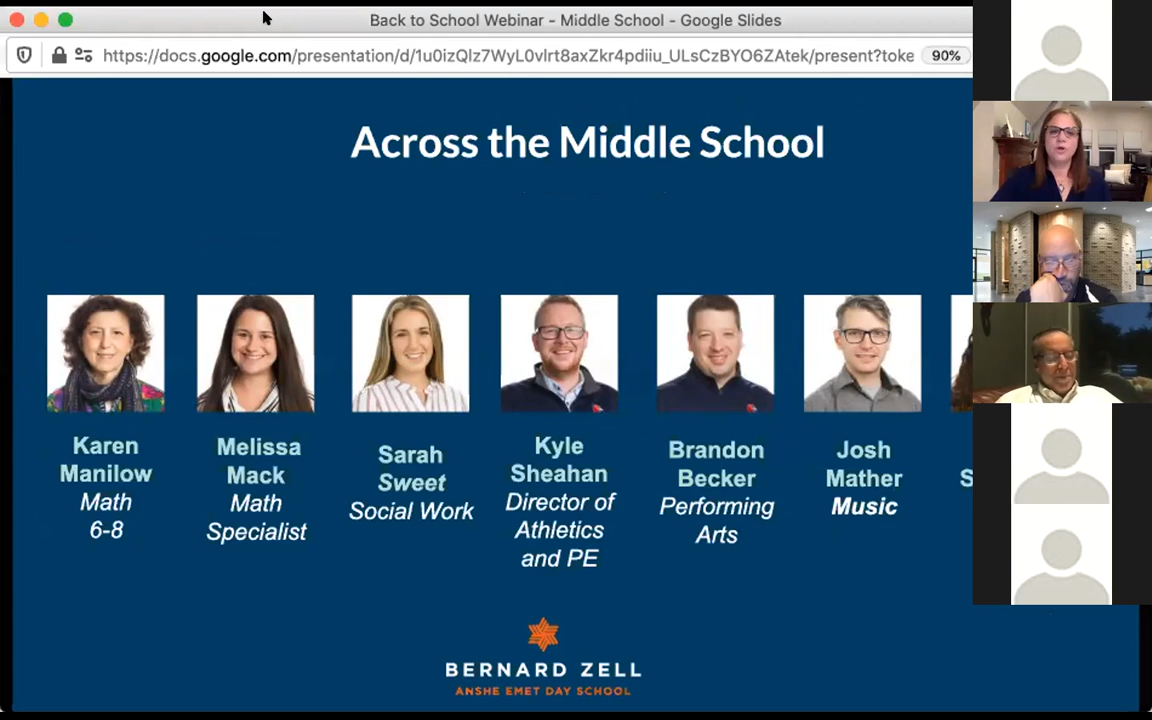 Back to School Webinar - Middle School - Google Slides
https://docs.google.com/presentation/d/1u0izQlz7WyL0vlrt8axZkr4pdiiu_ULsCzBYO6ZAtek/present?toke
90%
Across the Middle School
Karen
Manilow
Math
6-8
Melissa
Mack
Math
Specialist
Sarah
Sweet
Social Work
Kyle
Sheahan
Director of
Athletics
and PE
Brandon
Becker
Performing
Arts
Josh
Mather
Music
S
BERNARD ZELL
ANSHE EMET DAY SCHOOL